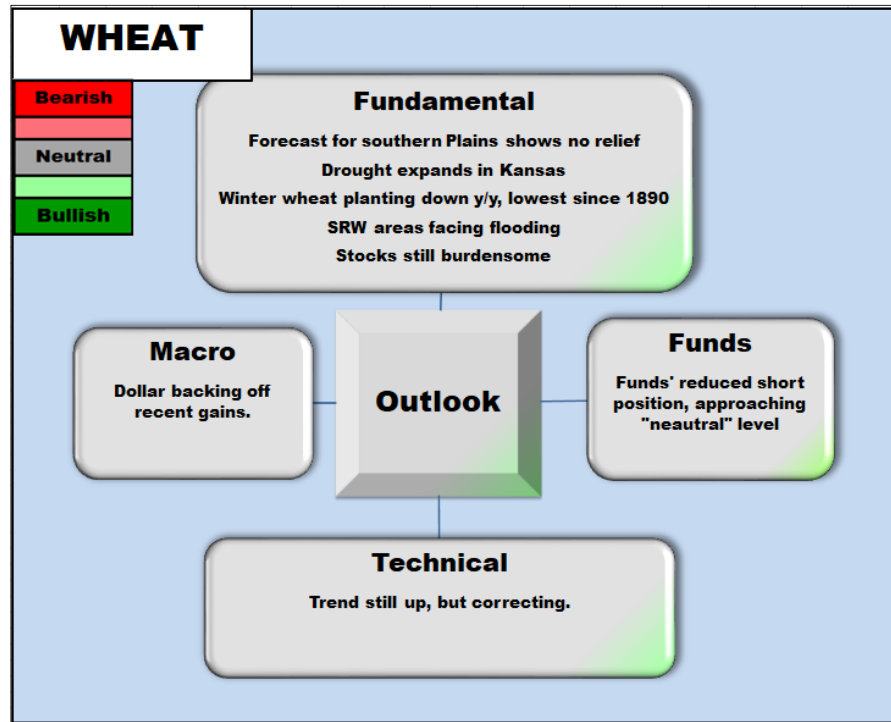 WHEAT
Bearish
Neutral
Bullish
Fundamental
Forecast for southern Plains shows no relief
Drought expands in Kansas
Winter wheat planting down y/y, lowest since 1890
SRW areas facing flooding
Stocks still burdensome
Macro
Dollar backing off
recent gains.
Outlook
Funds
Funds' reduced short
position, approaching
"neautral" level
Technical
Trend still up, but correcting.